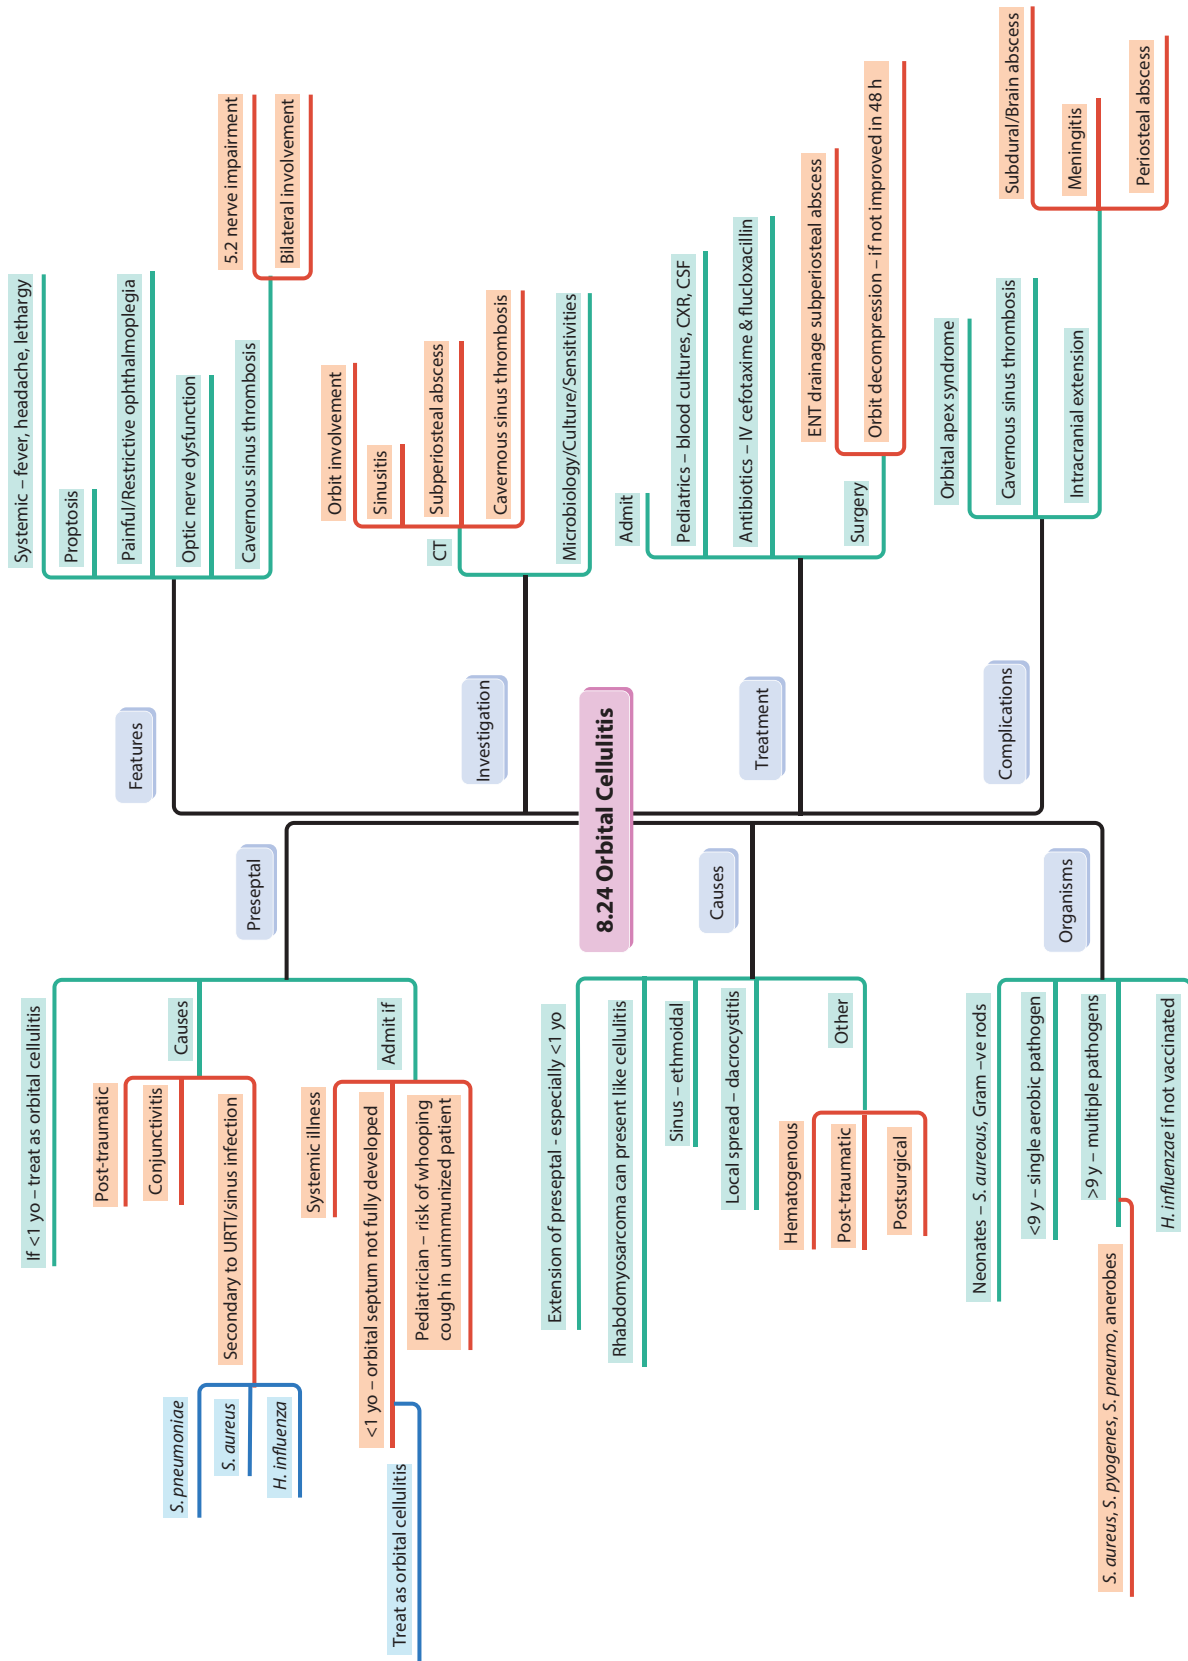 8.24 Orbital Cellulitis
Preseptal
If <1 yo – treat as orbital cellulitis
Causes
Post-traumatic
Conjunctivitis
Secondary to URTI/sinus infection
S. pneumoniae
S. aureus
H. influenza
Admit if
Systemic illness
<1 yo – orbital septum not fully developed
Treat as orbital cellulitis
Pediatrician – risk of whooping
cough in unimmunized patient
Causes
Extension of preseptal - especially <1 yo
Rhabdomyosarcoma can present like cellulitis
Sinus – ethmoidal
Local spread – dacrocystitis
Other
Hematogenous
Post-traumatic
Postsurgical
Organisms
Neonates – S. aureous, Gram –ve rods
<9 y – single aerobic pathogen
>9 y – multiple pathogens
S. aureus, S. pyogenes, S. pneumo, anerobes
H. influenzae if not vaccinated
Features
Systemic – fever, headache, lethargy
Proptosis
Painful/Restrictive ophthalmoplegia
Optic nerve dysfunction
Cavernous sinus thrombosis
5.2 nerve impairment
Bilateral involvement
Investigation
CT
Orbit involvement
Sinusitis
Subperiosteal abscess
Cavernous sinus thrombosis
Microbiology/Culture/Sensitivities
Treatment
Admit
Pediatrics – blood cultures, CXR, CSF
Antibiotics – IV cefotaxime & flucloxacillin
Surgery
ENT drainage subperiosteal abscess
Orbit decompression – if not improved in 48 h
Complications
Orbital apex syndrome
Cavernous sinus thrombosis
Intracranial extension
Subdural/Brain abscess
Meningitis
Periosteal abscess